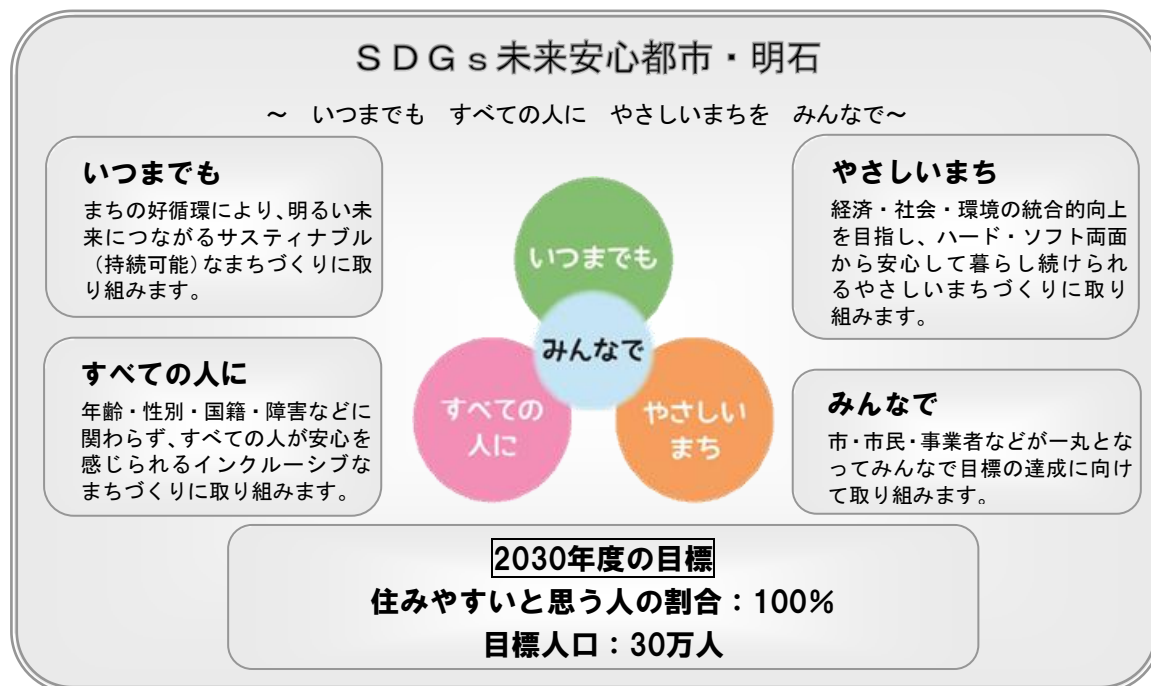 SDGs未来安心都市・明石
～ いつまでも すべての人に やさしいまちを みんなで～
いつまでも
まちの好循環により、明るい未
来につながるサスティナブル
（持続可能）なまちづくりに取
り組みます。
すべての人に
年齢・性別・国籍・障害などに
関わらず、すべての人が安心を
感じられるインクルーシブな
まちづくりに取り組みます。
いつまでも
みんなで
すべての
人に
やさしい
まち
やさしいまち
経済・社会・環境の統合的向上
を目指し、ハード・ソフト両面
から安心して暮らし続けられ
るやさしいまちづくりに取り
組みます。
みんなで
市・市民・事業者などが一丸とな
ってみんなで目標の達成に向け
て取り組みます。
2030年度の目標
住みやすいと思う人の割合：100％
目標人口：30万人